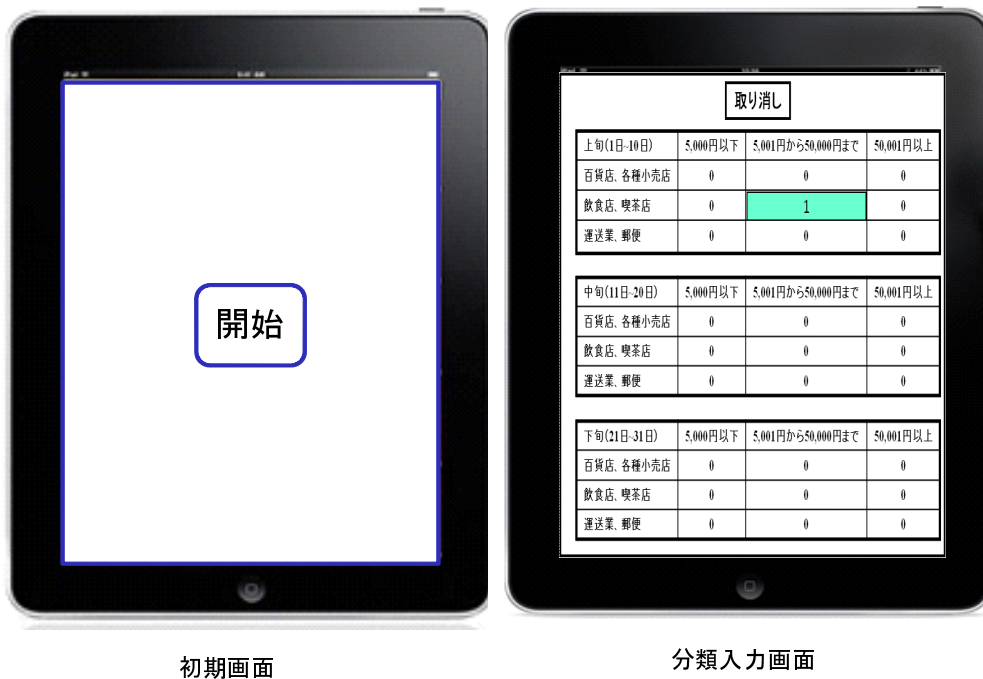 開始
初期画面
取り消し
上旬(1日~10日) 5,000円以下 5,001円から50,000円まで 50,001円以上
百貨店、各種小売店 0 0 0
飲食店、喫茶店 0 1 0
運送業、郵便 0 0 0
中旬(11日~20日) 5,000円以下 5,001円から50,000円まで 50,001円以上
百貨店、各種小売店 0 0 0
飲食店、喫茶店 0 0 0
運送業、郵便 0 0 0
下旬(21日~31日) 5,000円以下 5,001円から50,000円まで 50,001円以上
百貨店、各種小売店 0 0 0
飲食店、喫茶店 0 0 0
運送業、郵便 0 0 0
分類入力画面